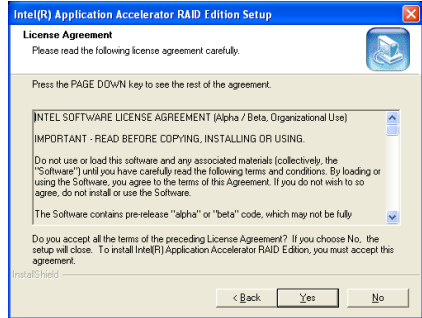 Intel(R) Application Accelerator RAID Edition Setup
License Agreement
Please read the following license agreement carefully.
Press the PAGE DOWN key to see the rest of the agreement.
INTEL SOFTWARE LICENSE AGREEMENT (Alpha / Beta, Organizational Use)
IMPORTANT - READ BEFORE COPYING, INSTALLING OR USING.
Do not use or load this software and any associated materials (collectively, the
"Software") until you have carefully read the following terms and conditions. By loading or
using the Software, you agree to the terms of this Agreement. If you do not wish to so
agree, do not install or use the Software.
The Software contains pre-release "alpha" or "beta" code, which may not be fully
Do you accept all the terms of the preceding License Agreement? If you choose No, the
setup will close. To install Intel(R) Application Accelerator RAID Edition, you must accept this
agreement.
InstallShield
< Back
Yes
No